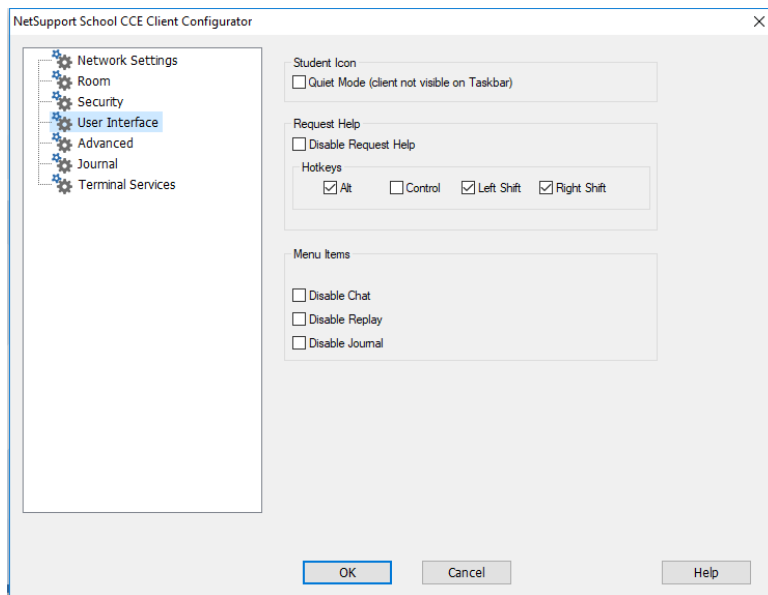 NetSupport School CCE Client Configurator
Network Settings
Room
Security
User Interface
Advanced
Journal
Terminal Services
Student Icon
Quiet Mode (client not visible on Taskbar)
Request Help
Disable Request Help
Hotkeys
Alt Control Left Shift Right Shift
Menu Items
Disable Chat
Disable Replay
Disable Journal
OK Cancel Help